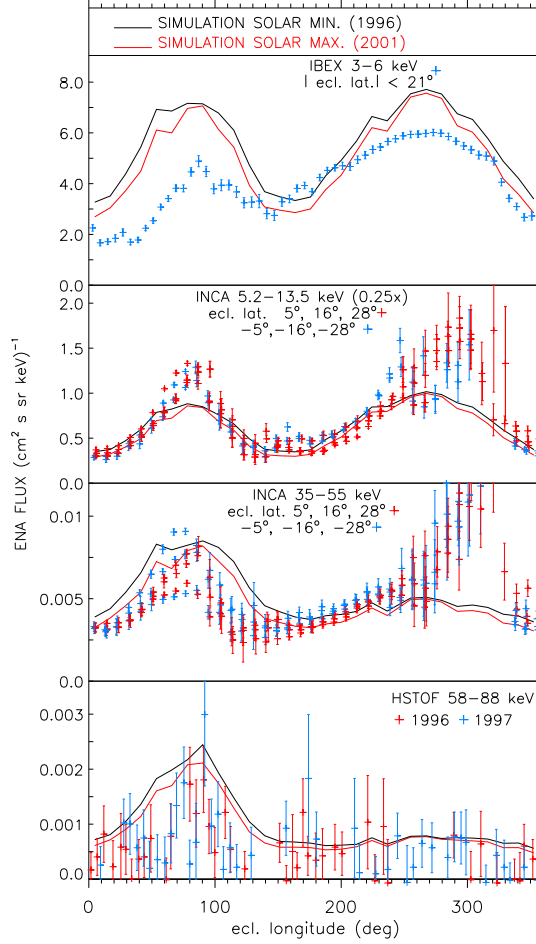 SIMULATION SOLAR MIN. (1996)
SIMULATION SOLAR MAX. (2001)
IBEX 3−6 keV
| ecl. lat.| < 21°
8.0
6.0
4.0
2.0
0.0
INCA 5.2−13.5 keV (0.25x)
ecl. lat. 5°, 16°, 28°
−5°,−16°,−28°
2.0
1.5
1.0
0.5
0.0
ENA FLUX (cm² s sr keV)⁻¹
INCA 35−55 keV
ecl. lat. 5°, 16°, 28°
−5°, −16°, −28°
0.01
0.005
0.0
HSTOF 58−88 keV
1996 1997
0.003
0.002
0.001
0.0
0 100 200 300
ecl. longitude (deg)